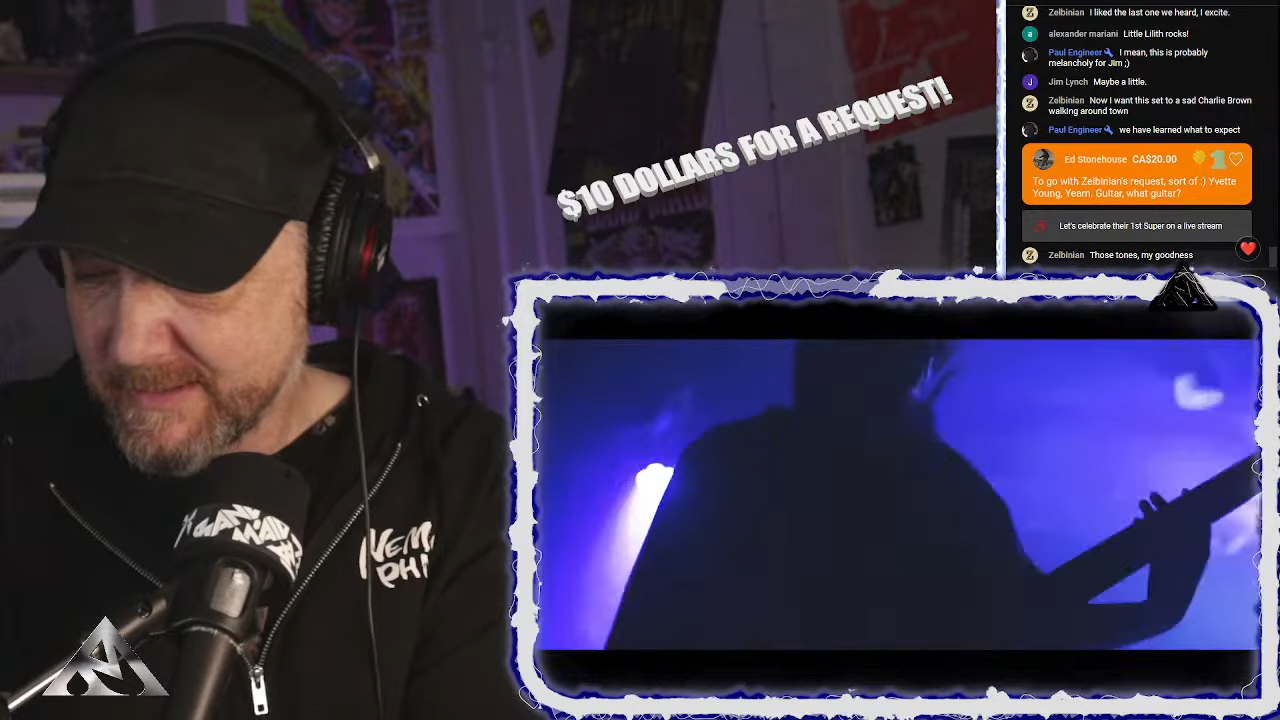 Zelbinian I liked the last one we heard, I excite.
a alexander mariani Little Lilith rocks!
Paul Engineer I mean, this is probably
melancholy for Jim ;)
J Jim Lynch Maybe a little.
Zelbinian Now I want this set to a sad Charlie Brown
walking around town
Paul Engineer we have learned what to expect
Ed Stonehouse CA$20.00
To go with Zelbinian's request, sort of :) Yvette
Young, Yearn. Guitar, what guitar?
Let's celebrate their 1st Super on a live stream
Zelbinian Those tones, my goodness
$10 DOLLARS FOR A REQUEST!